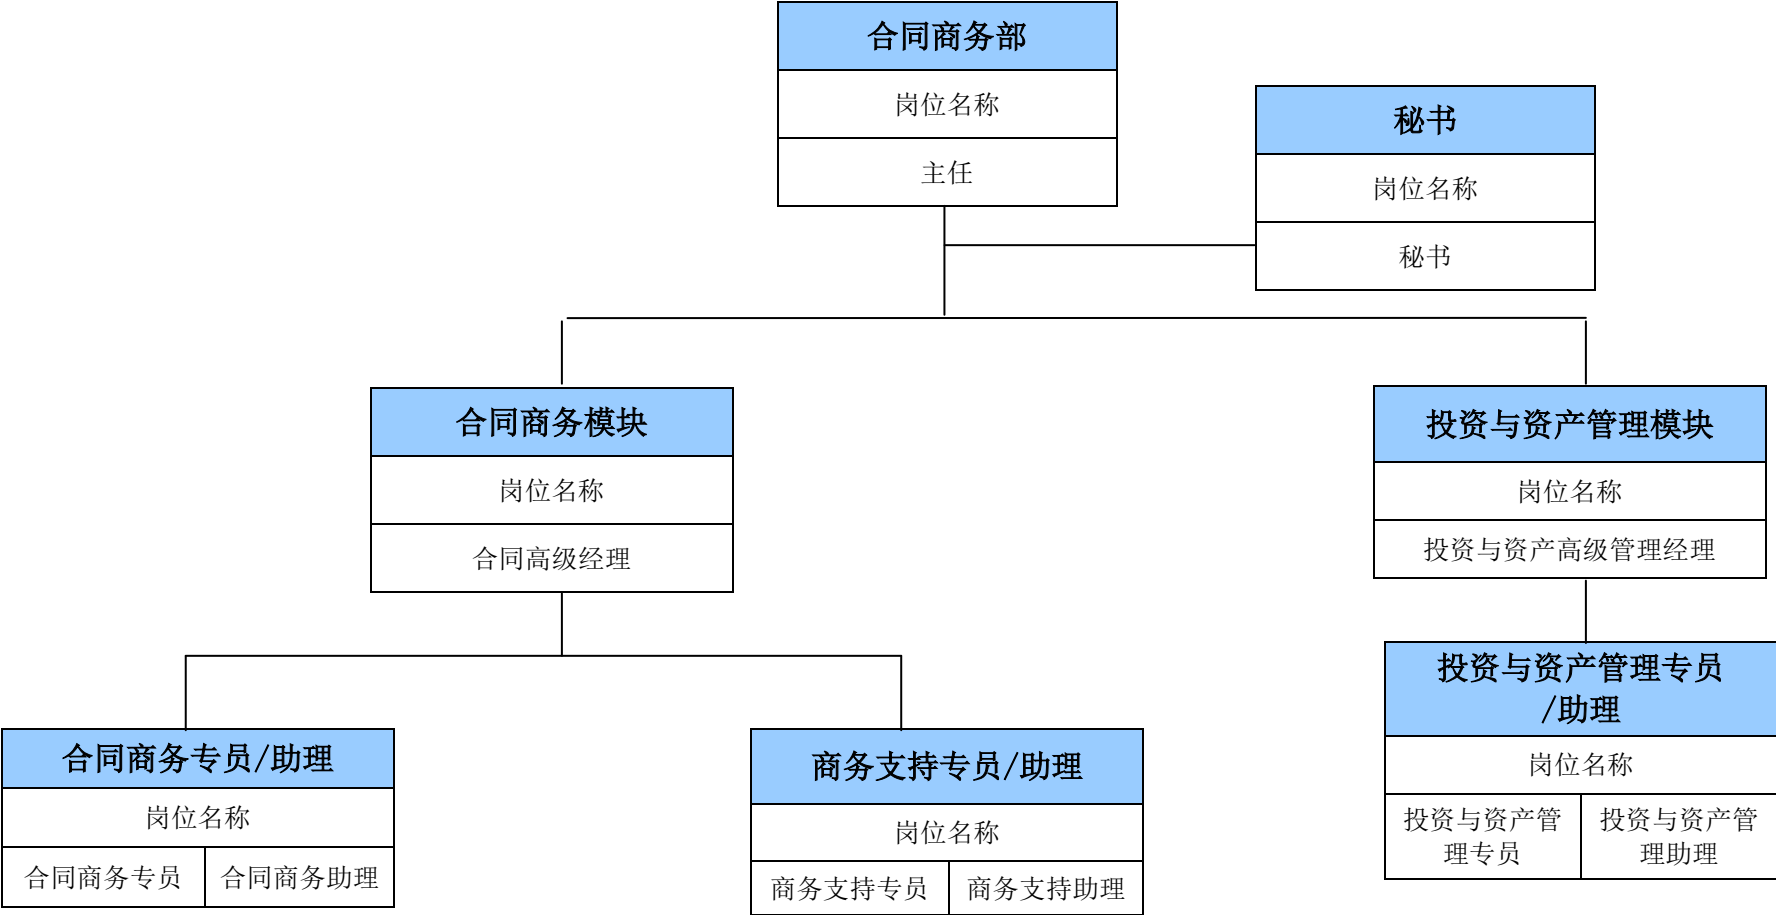 合同商务部
岗位名称
主任
秘书
岗位名称
秘书
合同商务模块
岗位名称
合同高级经理
投资与资产管理模块
岗位名称
投资与资产高级管理经理
合同商务专员/助理
岗位名称
合同商务专员
合同商务助理
商务支持专员/助理
岗位名称
商务支持专员
商务支持助理
投资与资产管理专员
/助理
岗位名称
投资与资产管
理专员
投资与资产管
理助理